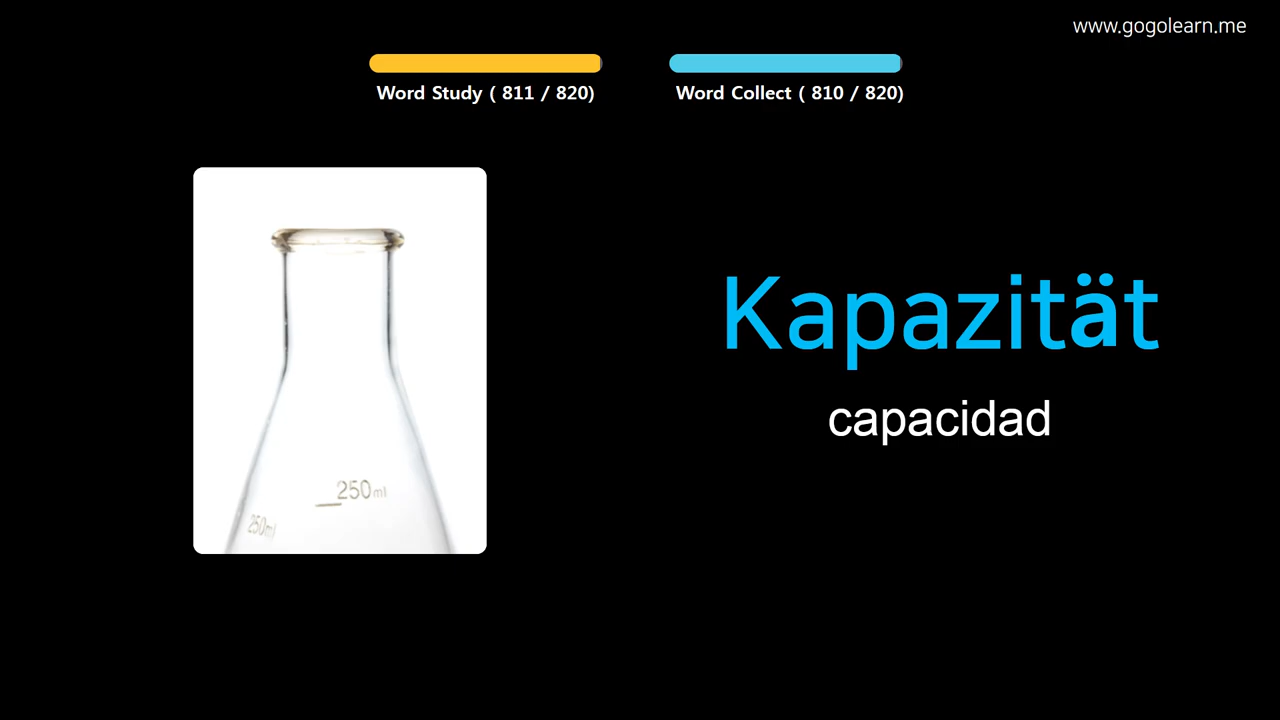 www.gogolearn.me
Word Study ( 811 / 820)
Word Collect ( 810 / 820)
Kapazität
capacidad
250ml
250ml